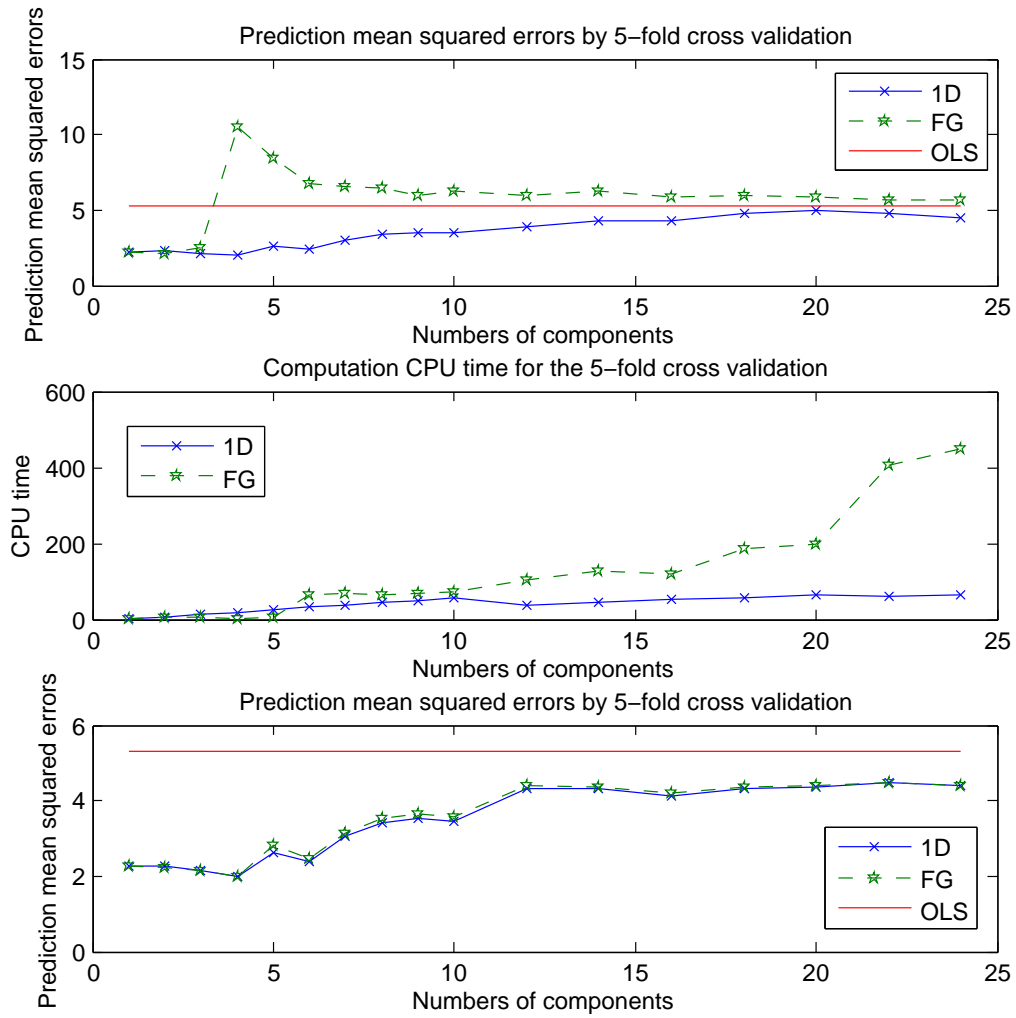 Prediction mean squared errors by 5−fold cross validation
Prediction mean squared errors
15
10
5
0
0 5 10 15 20 25
Numbers of components
1D
FG
OLS
Computation CPU time for the 5−fold cross validation
CPU time
600
400
200
0
0 5 10 15 20 25
Numbers of components
1D
FG
Prediction mean squared errors by 5−fold cross validation
Prediction mean squared errors
6
4
2
0
0 5 10 15 20 25
Numbers of components
1D
FG
OLS